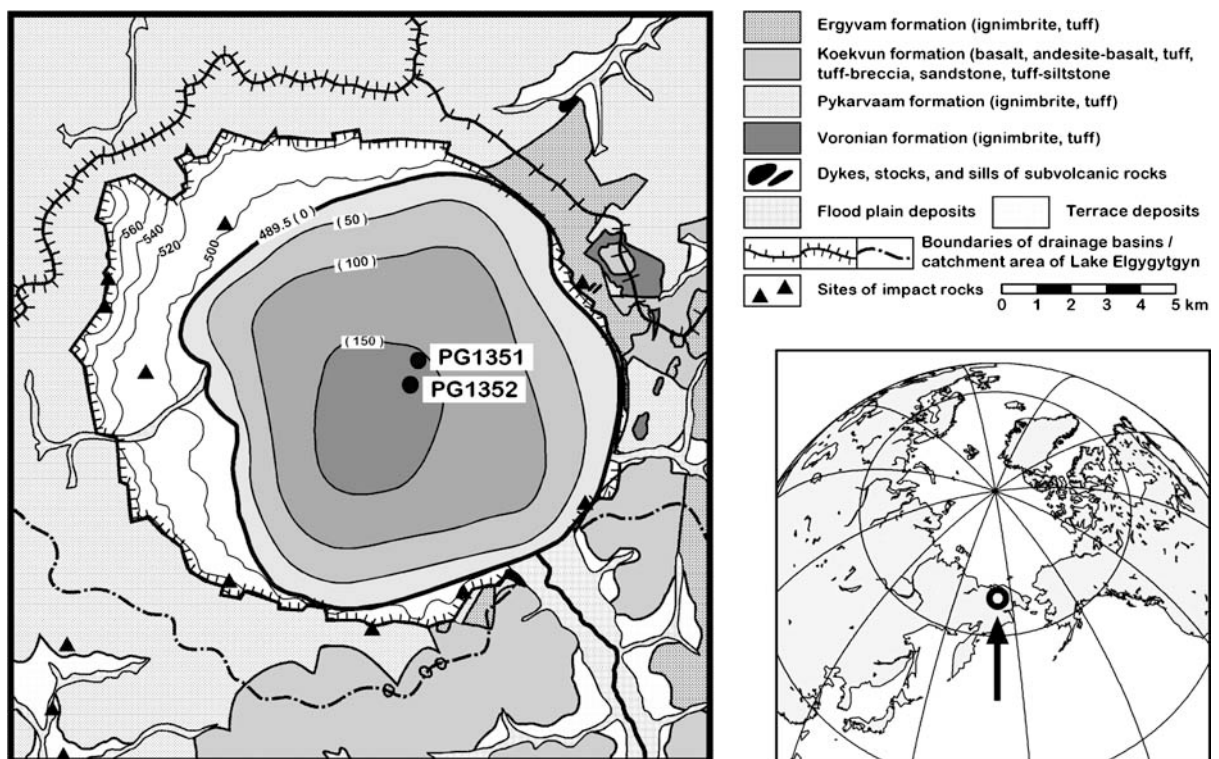 560
540
520
500
489.5 ( 0 )
( 50 )
( 100 )
( 150 )
PG1351
PG1352
Ergyvam formation (ignimbrite, tuff)
Koekvun formation (basalt, andesite-basalt, tuff,
tuff-breccia, sandstone, tuff-siltstone
Pykarvaam formation (ignimbrite, tuff)
Voronian formation (ignimbrite, tuff)
Dykes, stocks, and sills of subvolcanic rocks
Flood plain deposits Terrace deposits
Boundaries of drainage basins /
catchment area of Lake Elgygytgyn
Sites of impact rocks
0 1 2 3 4 5 km